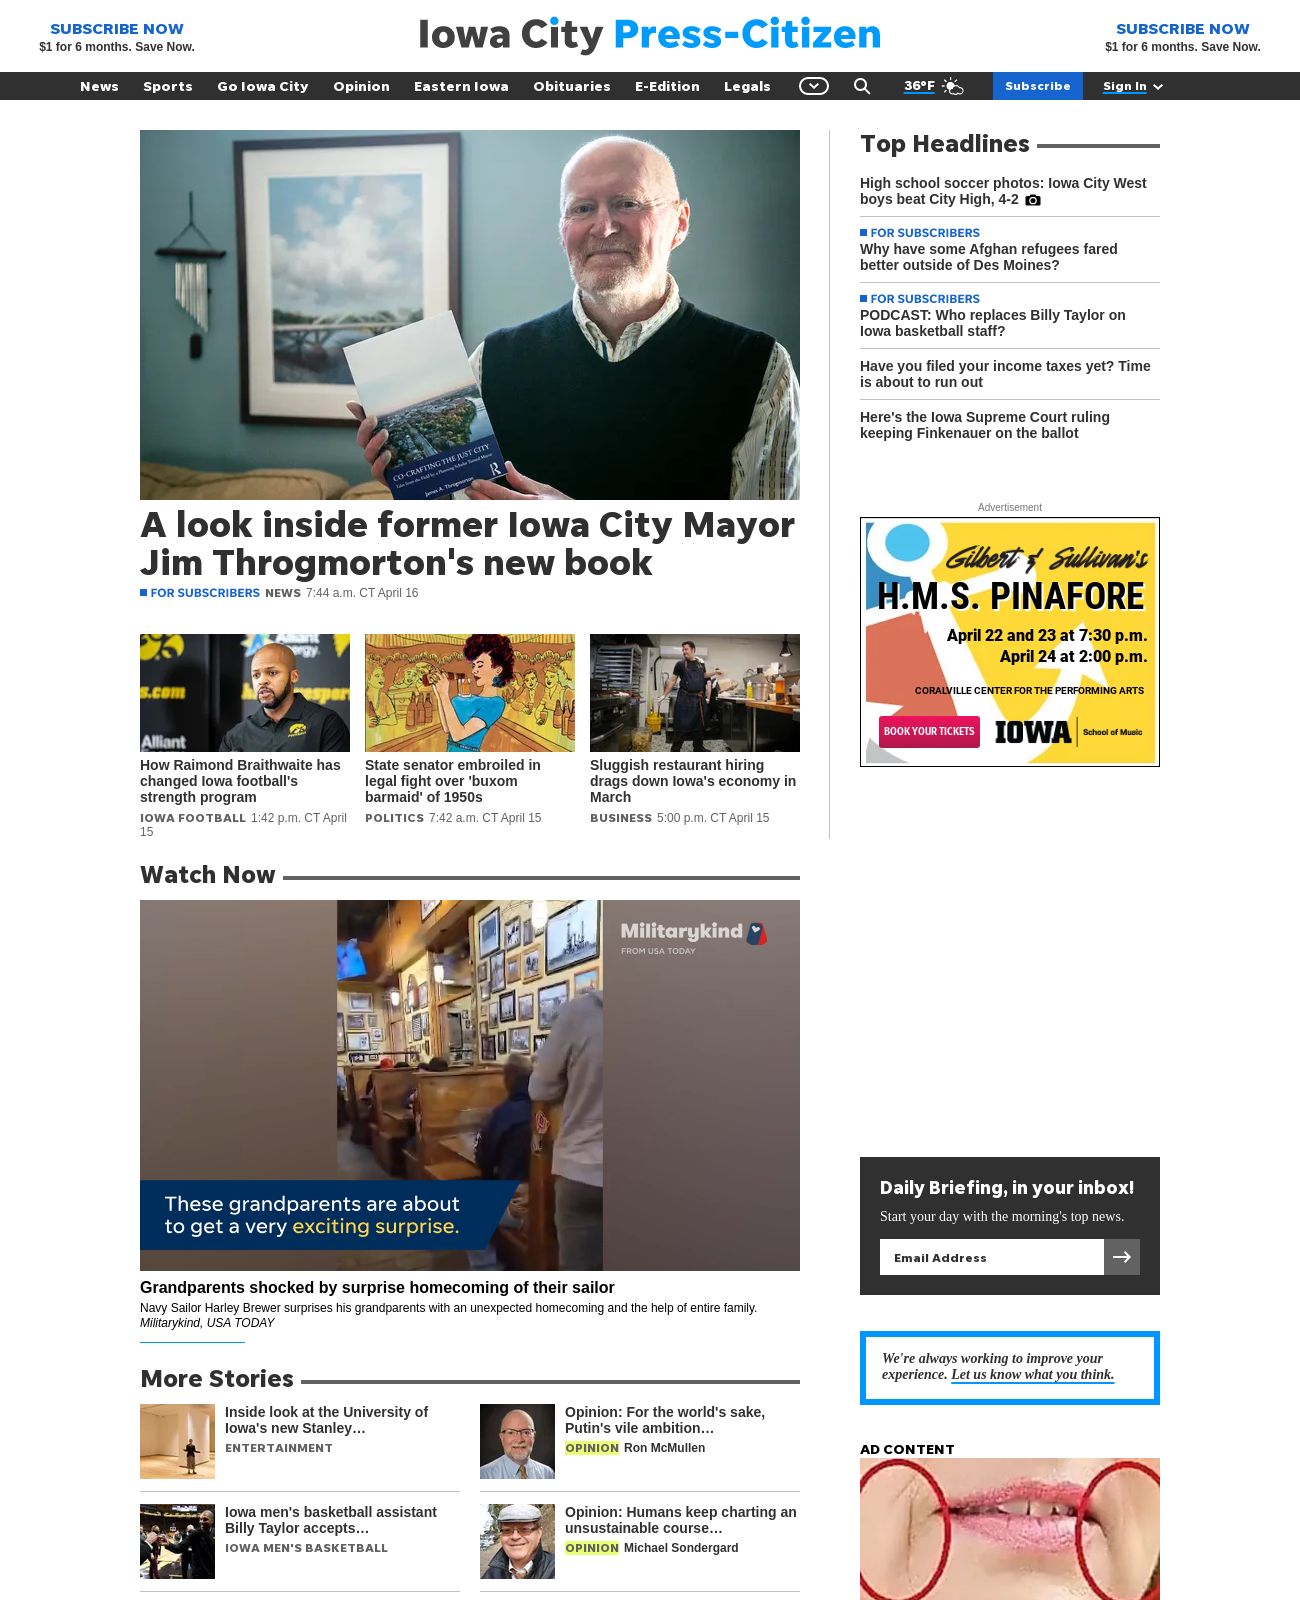 SUBSCRIBE NOW
$1 for 6 months. Save Now.
Iowa City Press-Citizen
SUBSCRIBE NOW
$1 for 6 months. Save Now.
News Sports Go Iowa City Opinion Eastern Iowa Obituaries E-Edition Legals 36°F Subscribe Sign In
CO-CRAFTING THE JUST CITY
Tales from the Field by a Planning Scholar Turned Mayor
James A. Throgmorton
R
A look inside former Iowa City Mayor
Jim Throgmorton's new book
FOR SUBSCRIBERS NEWS 7:44 a.m. CT April 16
Alliant
Energy.
s.com
Alliant
How Raimond Braithwaite has
changed Iowa football's
strength program
IOWA FOOTBALL 1:42 p.m. CT April
15
State senator embroiled in
legal fight over 'buxom
barmaid' of 1950s
POLITICS 7:42 a.m. CT April 15
Sluggish restaurant hiring
drags down Iowa's economy in
March
BUSINESS 5:00 p.m. CT April 15
Top Headlines
High school soccer photos: Iowa City West
boys beat City High, 4-2
FOR SUBSCRIBERS
Why have some Afghan refugees fared
better outside of Des Moines?
FOR SUBSCRIBERS
PODCAST: Who replaces Billy Taylor on
Iowa basketball staff?
Have you filed your income taxes yet? Time
is about to run out
Here's the Iowa Supreme Court ruling
keeping Finkenauer on the ballot
Advertisement
Gilbert & Sullivan's
H.M.S. PINAFORE
April 22 and 23 at 7:30 p.m.
April 24 at 2:00 p.m.
CORALVILLE CENTER FOR THE PERFORMING ARTS
BOOK YOUR TICKETS
IOWA School of Music
Watch Now
Militarykind
FROM USA TODAY
These grandparents are about
to get a very exciting surprise.
Grandparents shocked by surprise homecoming of their sailor
Navy Sailor Harley Brewer surprises his grandparents with an unexpected homecoming and the help of entire family.
Militarykind, USA TODAY
Daily Briefing, in your inbox!
Start your day with the morning's top news.
Email Address
We're always working to improve your
experience. Let us know what you think.
More Stories
Inside look at the University of
Iowa's new Stanley…
ENTERTAINMENT
Opinion: For the world's sake,
Putin's vile ambition…
OPINION Ron McMullen
Iowa men's basketball assistant
Billy Taylor accepts…
IOWA MEN'S BASKETBALL
Opinion: Humans keep charting an
unsustainable course…
OPINION Michael Sondergard
AD CONTENT